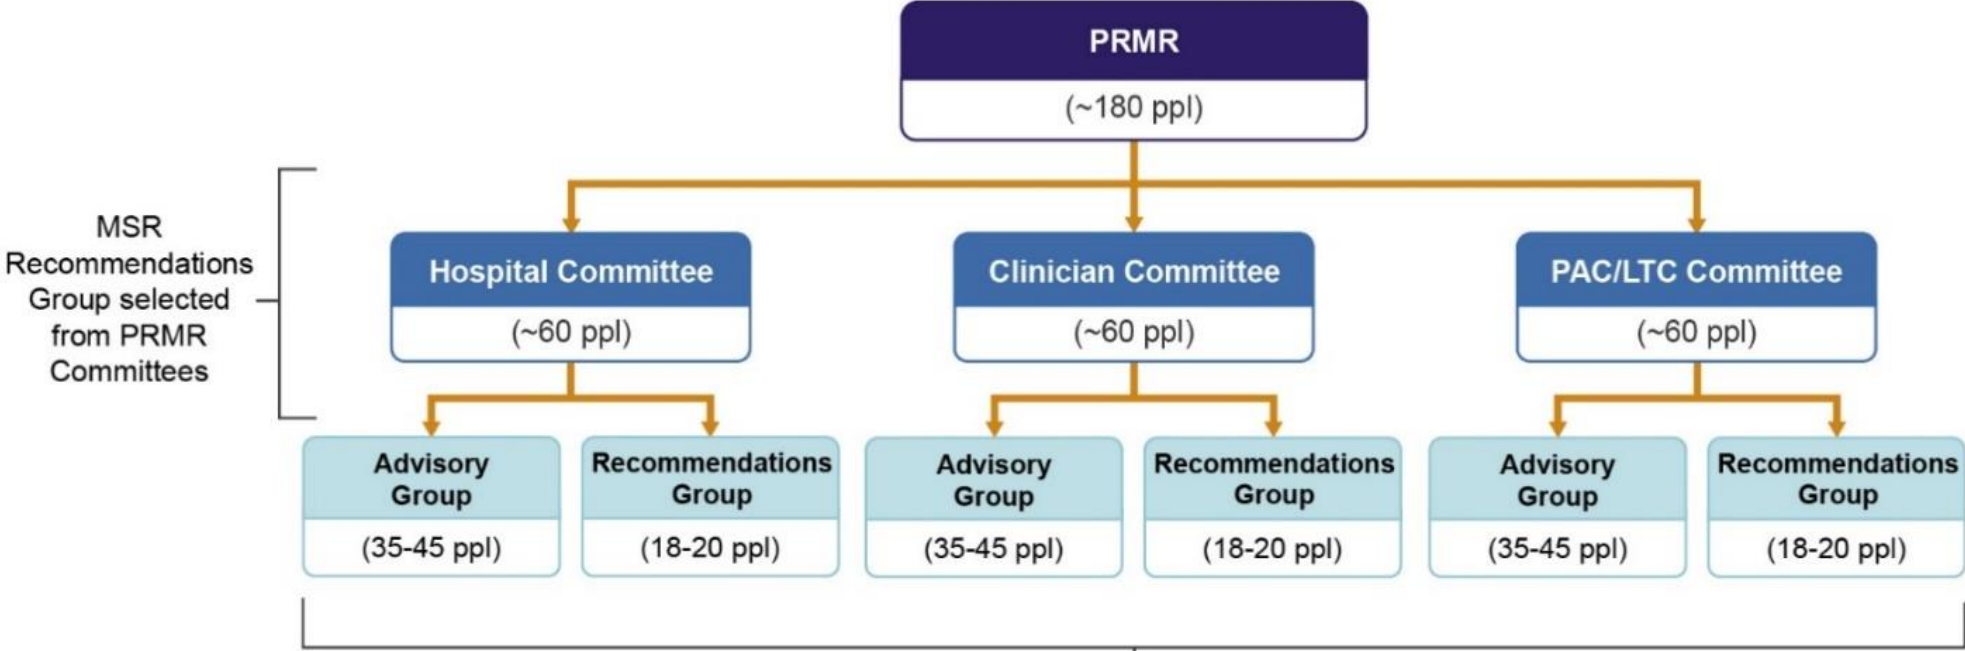 PRMR
(~180 ppl)
MSR
Recommendations
Group selected
from PRMR
Committees
Hospital Committee
(~60 ppl)
Clinician Committee
(~60 ppl)
PAC/LTC Committee
(~60 ppl)
Advisory
Group
(35-45 ppl)
Recommendations
Group
(18-20 ppl)
Advisory
Group
(35-45 ppl)
Recommendations
Group
(18-20 ppl)
Advisory
Group
(35-45 ppl)
Recommendations
Group
(18-20 ppl)